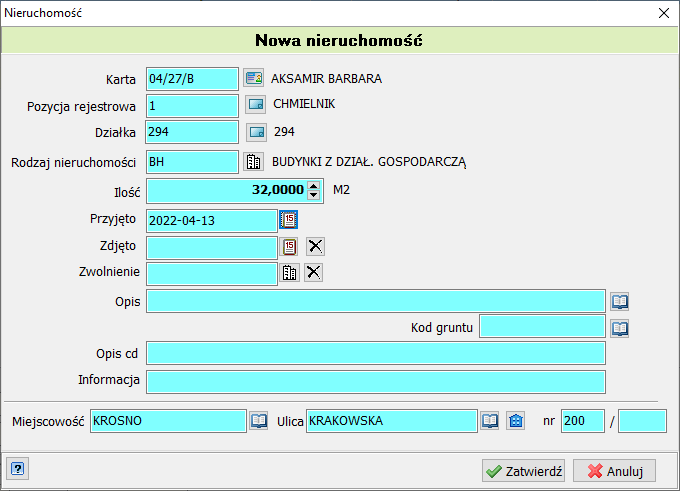 Nieruchomość
Nowa nieruchomość
Karta 04/27/B AKSAMIR BARBARA
Pozycja rejestrowa 1 CHMIELNIK
Działka 294 294
Rodzaj nieruchomości BH BUDYNKI Z DZIAŁ. GOSPODARCZĄ
Ilość 32,0000 M2
Przyjęto 2022-04-13 15
Zdjęto 15
Zwolnienie
Opis
Kod gruntu
Opis cd
Informacja
Miejscowość KROSNO Ulica KRAKOWSKA nr 200 /
? Zatwierdź Anuluj